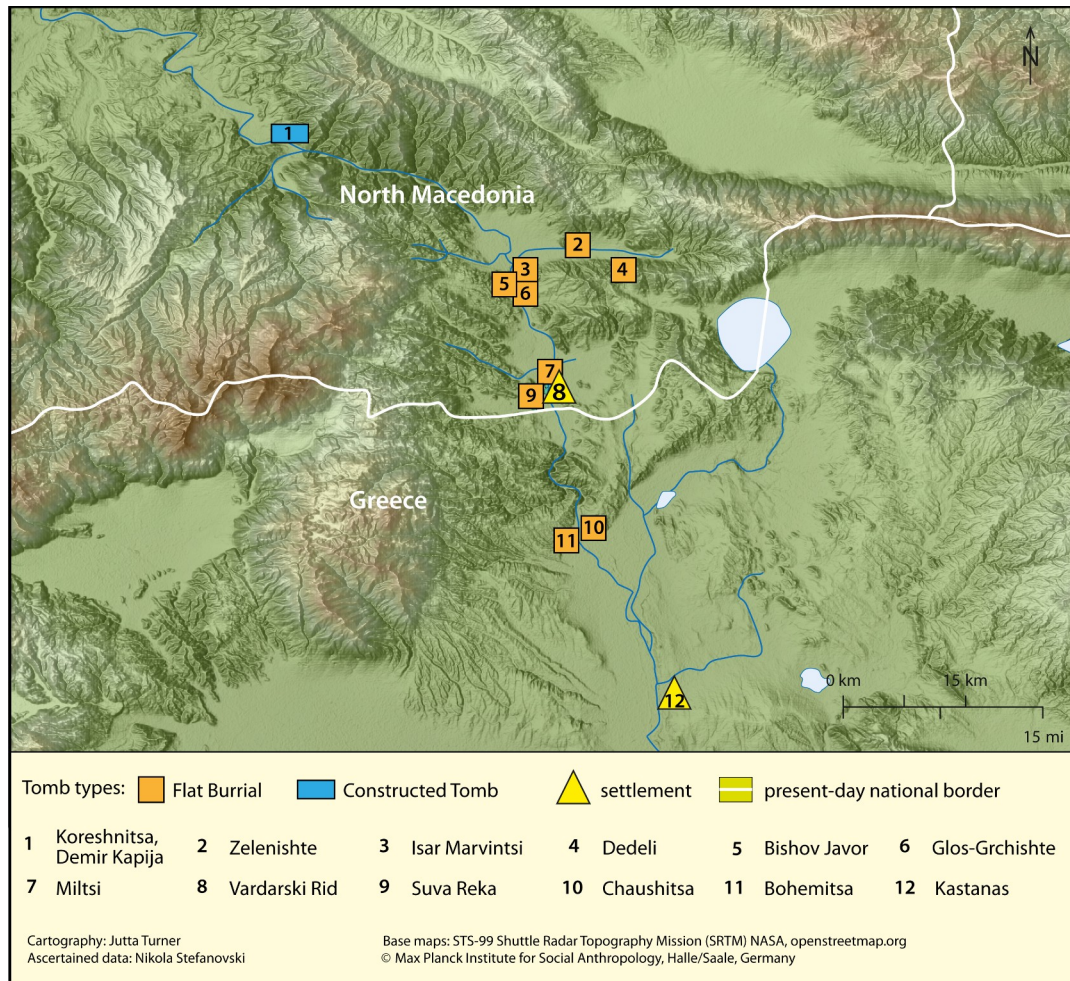 N
1
North Macedonia
2
3
4
5
6
7
8
9
Greece
10
11
0 km
15 km
12
15 mi
Tomb types:
Flat Burial
Constructed Tomb
settlement
present-day national border
1 Koreshnitsa,
Demir Kapija
2 Zelenishte
3 Isar Marvintsi
4 Dedeli
5 Bishov Javor
6 Glos-Grchishte
7 Miltsi
8 Vardarski Rid
9 Suva Reka
10 Chaushitsa
11 Bohemitsa
12 Kastanas
Cartography: Jutta Turner
Ascertained data: Nikola Stefanovski
Base maps: STS-99 Shuttle Radar Topography Mission (SRTM) NASA, openstreetmap.org
© Max Planck Institute for Social Anthropology, Halle/Saale, Germany